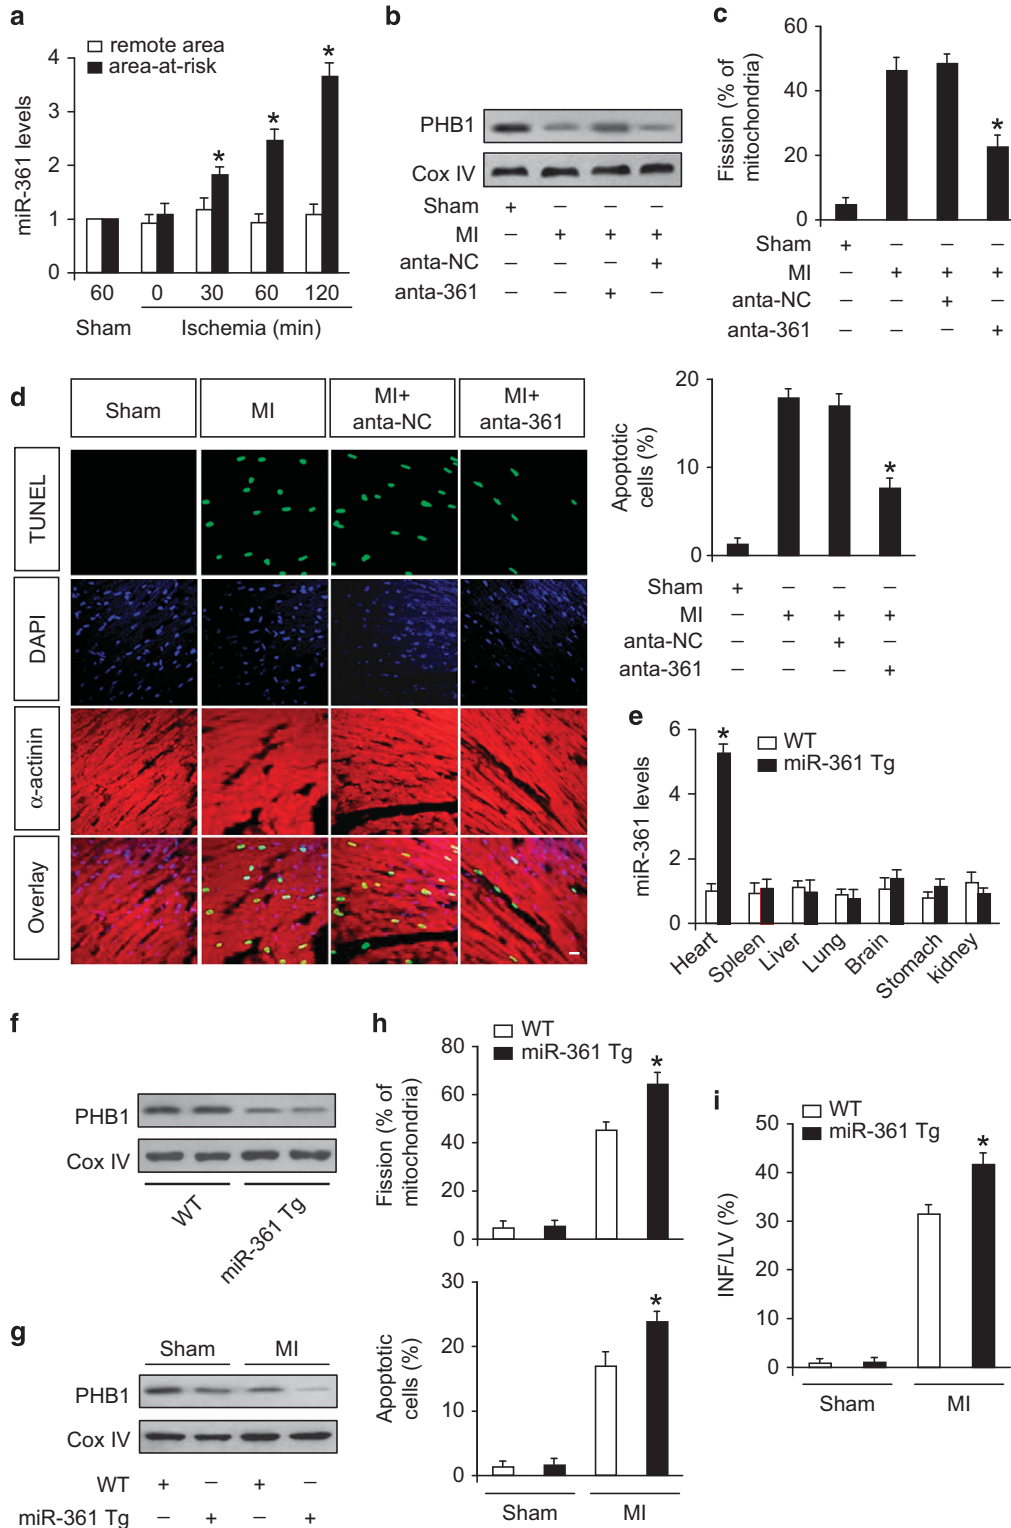 a
remote area
area-at-risk
miR-361 levels
4
3
2
1
0
*
*
*
60 0 30 60 120
Sham Ischemia (min)
b
PHB1
Cox IV
Sham + – – –
MI – + + +
anta-NC – – – +
anta-361 – – + –
c
Fission (% of
mitochondria)
60
40
20
0
*
Sham + – – –
MI – + + +
anta-NC – – + –
anta-361 – – – +
d
Sham
MI
MI+
anta-NC
MI+
anta-361
TUNEL
DAPI
α-actinin
Overlay
Apoptotic
cells (%)
20
10
0
*
Sham + – – –
MI – + + +
anta-NC – – + –
anta-361 – – – +
e
miR-361 levels
6
4
2
0
*
WT
miR-361 Tg
Heart
Spleen
Liver
Lung
Brain
Stomach
kidney
f
PHB1
Cox IV
WT
miR-361 Tg
g
Sham MI
PHB1
Cox IV
WT + – + –
miR-361 Tg – + – +
h
WT
miR-361 Tg
Fission (% of
mitochondria)
80
60
40
20
0
*
Apoptotic
cells (%)
30
20
10
0
*
Sham MI
i
WT
miR-361 Tg
INF/LV (%)
50
40
30
20
10
0
*
Sham MI